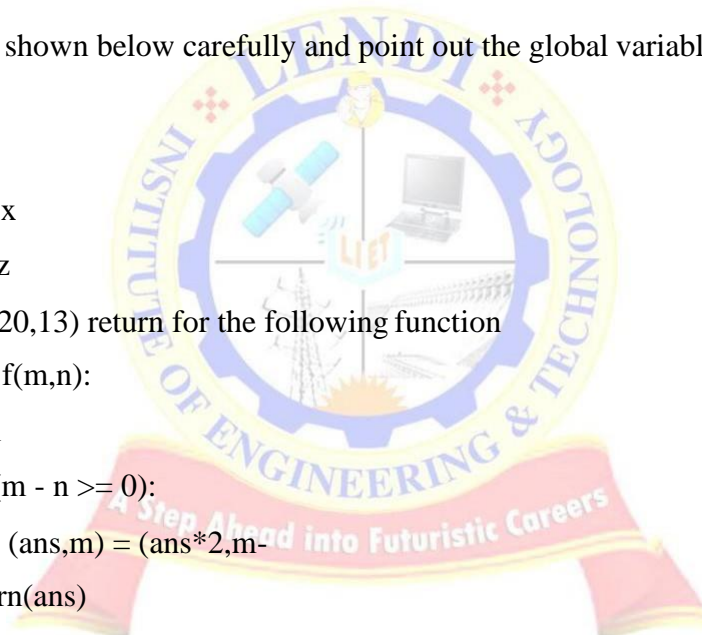 shown below carefully and point out the global variabl
x
z
20,13) return for the following function
f(m,n):
(m - n >= 0):
(ans,m) = (ans*2,m-
rn(ans)
LENDI
INSTITUTE OF ENGINEERING & TECHNOLOGY
LIET
A Step Ahead into Futuristic Careers